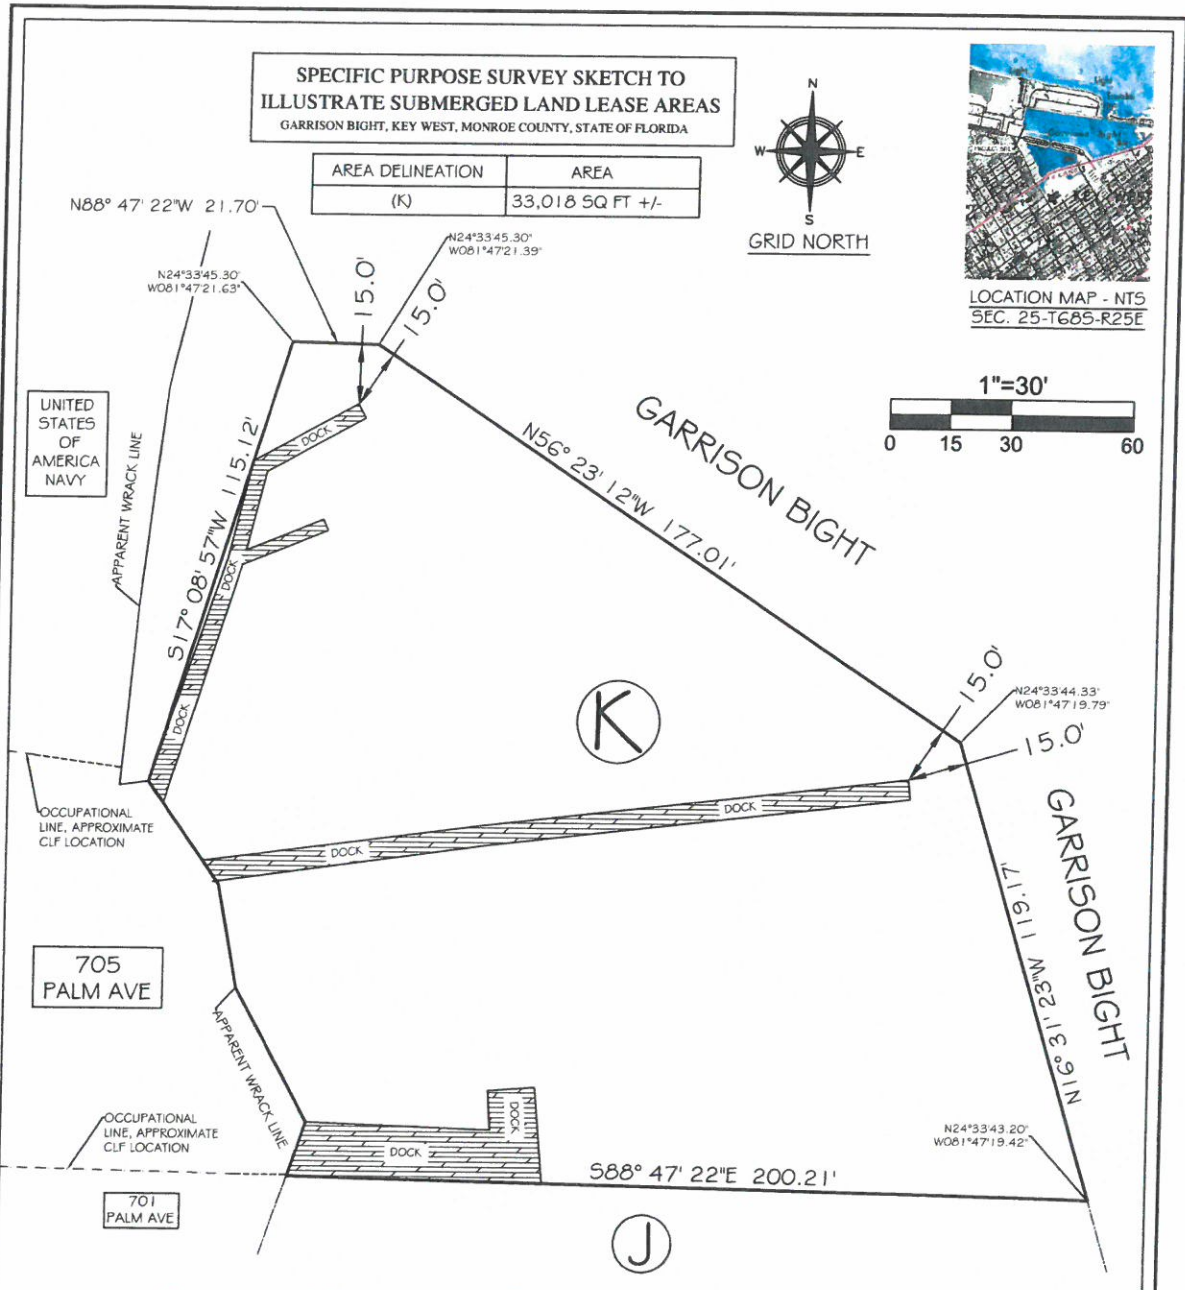 SPECIFIC PURPOSE SURVEY SKETCH TO
ILLUSTRATE SUBMERGED LAND LEASE AREAS
GARRISON BIGHT, KEY WEST, MONROE COUNTY, STATE OF FLORIDA
AREA DELINEATION AREA
(K) 33,018 SQ FT +/-
N
W E
S
GRID NORTH
LOCATION MAP - NTS
SEC. 25-T68S-R25E
1"=30'
0 15 30 60
N88° 47' 22"W 21.70'
N24°33'45.30"
W081°47'21.63"
N24°33'45.30"
W081°47'21.39"
15.0'
15.0'
UNITED
STATES
OF
AMERICA
NAVY
APPARENT WRACK LINE
S17° 08' 57"W 115.12'
DOCK
DOCK
DOCK
N56° 23' 12"W 177.01'
GARRISON BIGHT
K
15.0'
N24°33'44.33"
W081°47'19.79"
15.0'
OCCUPATIONAL
LINE, APPROXIMATE
CLF LOCATION
DOCK
DOCK
GARRISON BIGHT
N16° 31' 23"W 119.17'
705
PALM AVE
APPARENT WRACK LINE
OCCUPATIONAL
LINE, APPROXIMATE
CLF LOCATION
DOCK
DOCK
N24°33'43.20"
W081°47'19.42"
S88° 47' 22"E 200.21'
701
PALM AVE
J